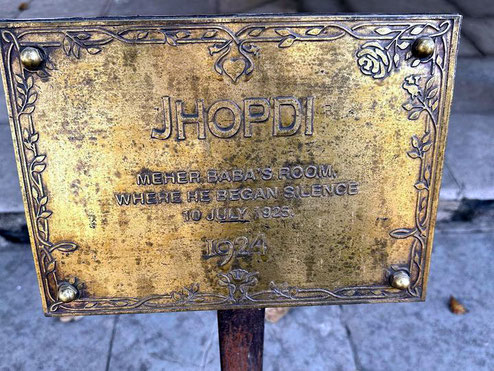 JHOPDI
MEHER BABA'S ROOM,
WHERE HE BEGAN SILENCE
10 JULY, 1925
1924